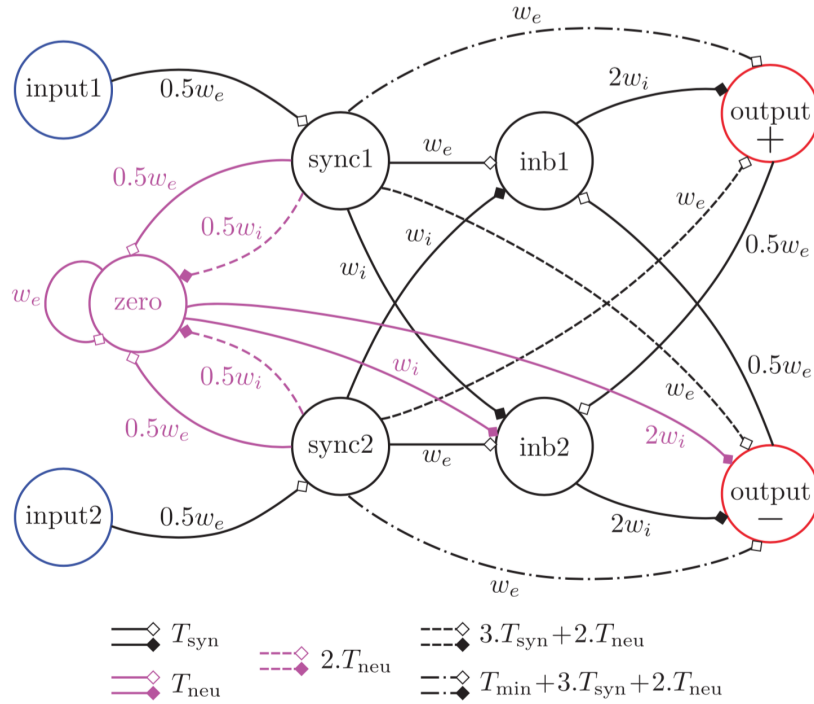 w_e
input1
0.5w_e
2w_i
output
+
sync1
w_e
inb1
0.5w_e
0.5w_i
w_i
w_e
w_i
0.5w_e
w_e
zero
w_i
0.5w_i
w_e
0.5w_e
0.5w_e
2w_i
sync2
w_e
inb2
output
−
input2
0.5w_e
2w_i
w_e
T_syn
3.T_syn+2.T_neu
2.T_neu
T_neu
T_min+3.T_syn+2.T_neu